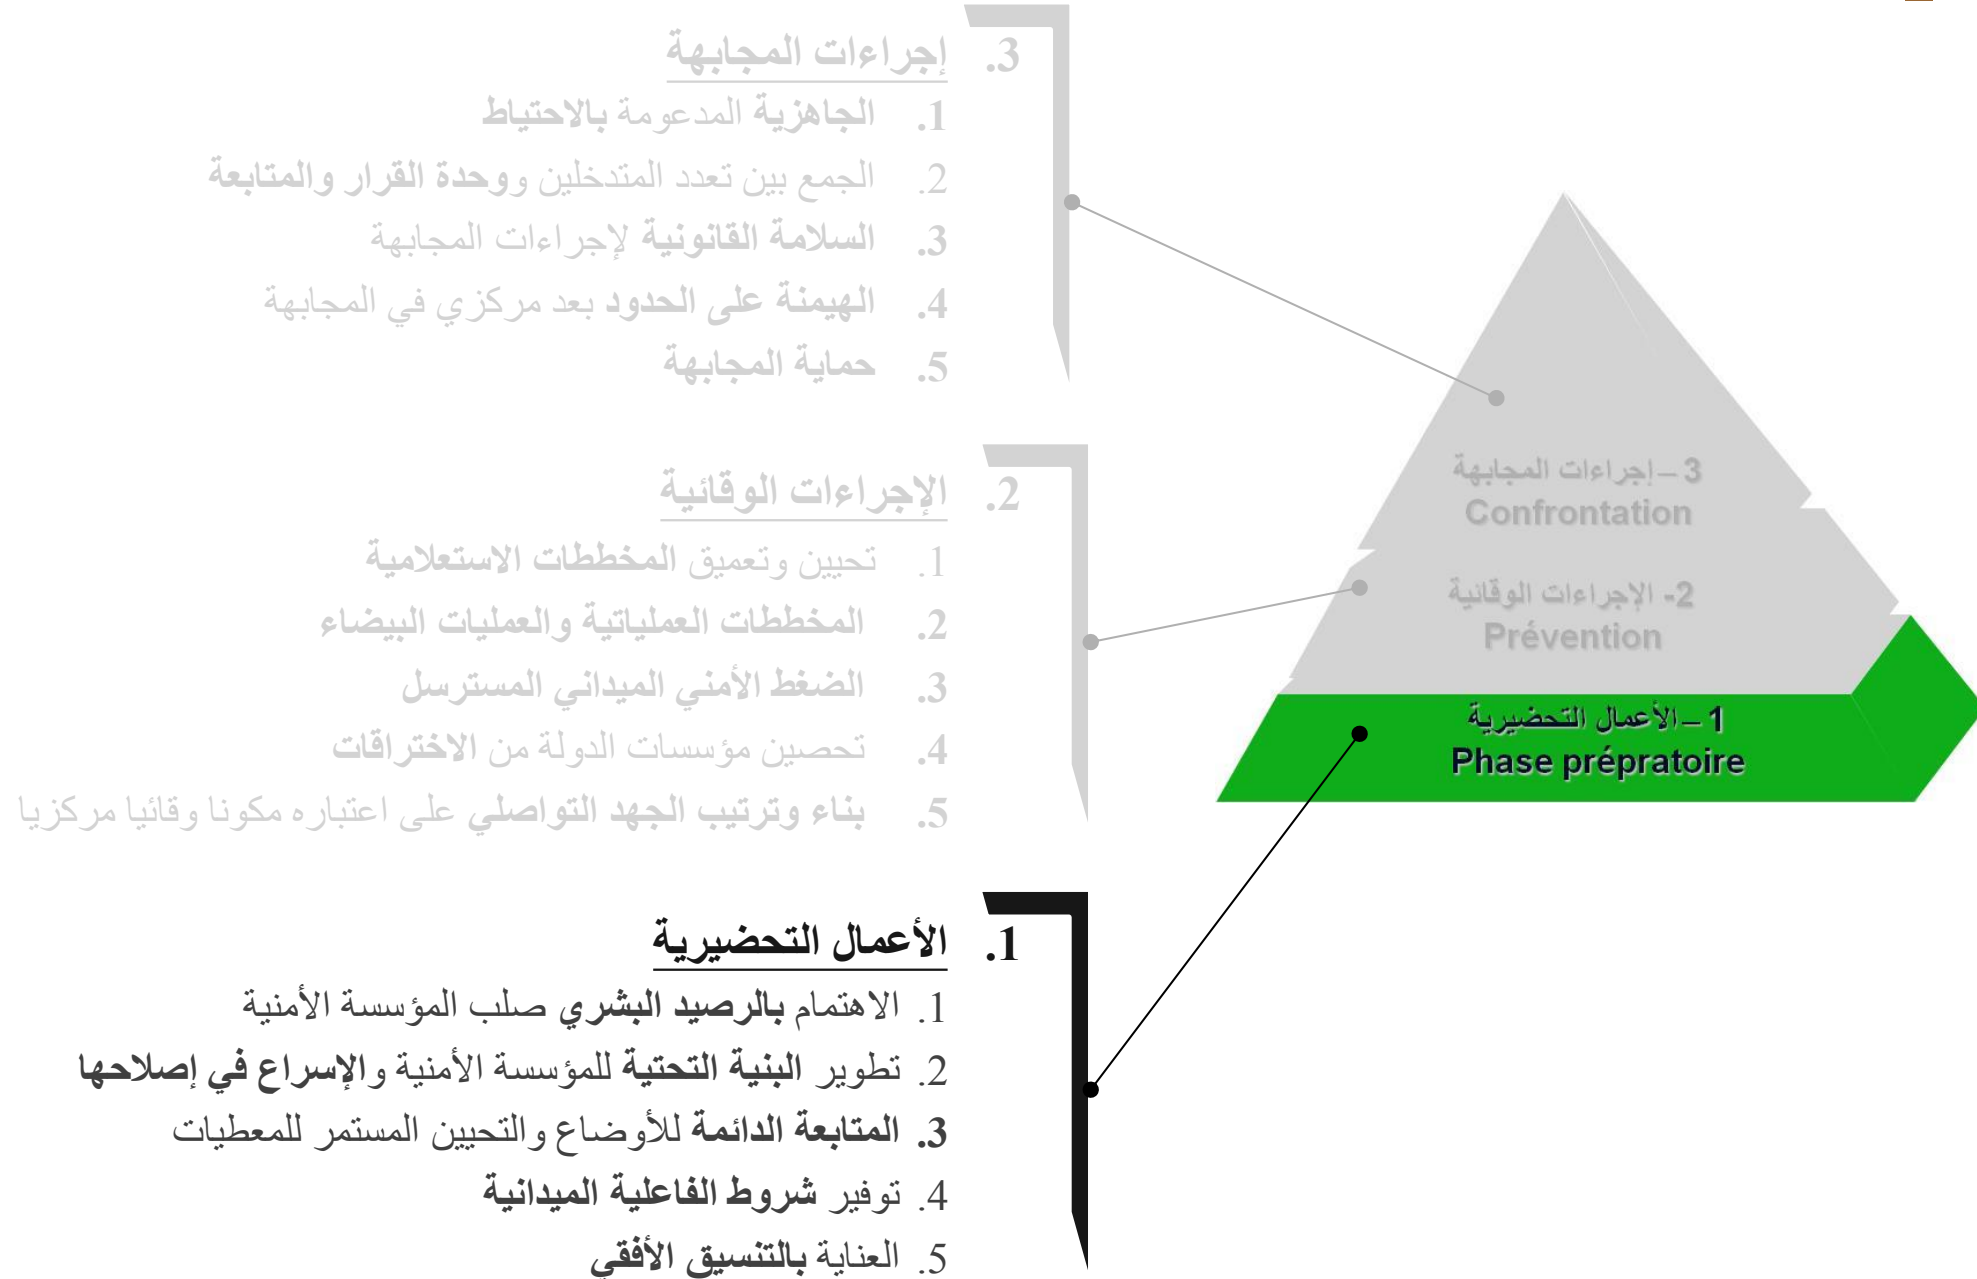 3. إجراءات المجابهة
1. الجاهزية المدعومة بالاحتياط
2. الجمع بين تعدد المتدخلين ووحدة القرار والمتابعة
3. السلامة القانونية لإجراءات المجابهة
4. الهيمنة على الحدود بعد مركزي في المجابهة
5. حماية المجابهة
2. الإجراءات الوقائية
1. تحيين وتعميق المخططات الاستعلامية
2. المخططات العملياتية والعمليات البيضاء
3. الضغط الأمني الميداني المسترسل
4. تحصين مؤسسات الدولة من الاختراقات
5. بناء وترتيب الجهد التواصلي على اعتباره مكونا وقائيا مركزيا
1. الأعمال التحضيرية
1. الاهتمام بالرصيد البشري صلب المؤسسة الأمنية
2. تطوير البنية التحتية للمؤسسة الأمنية والإسراع في إصلاحها
3. المتابعة الدائمة للأوضاع والتحيين المستمر للمعطيات
4. توفير شروط الفاعلية الميدانية
5. العناية بالتنسيق الأفقي
3 – إجراءات المجابهة
Confrontation
2- الإجراءات الوقائية
Prévention
1 – الأعمال التحضيرية
Phase prépratoire